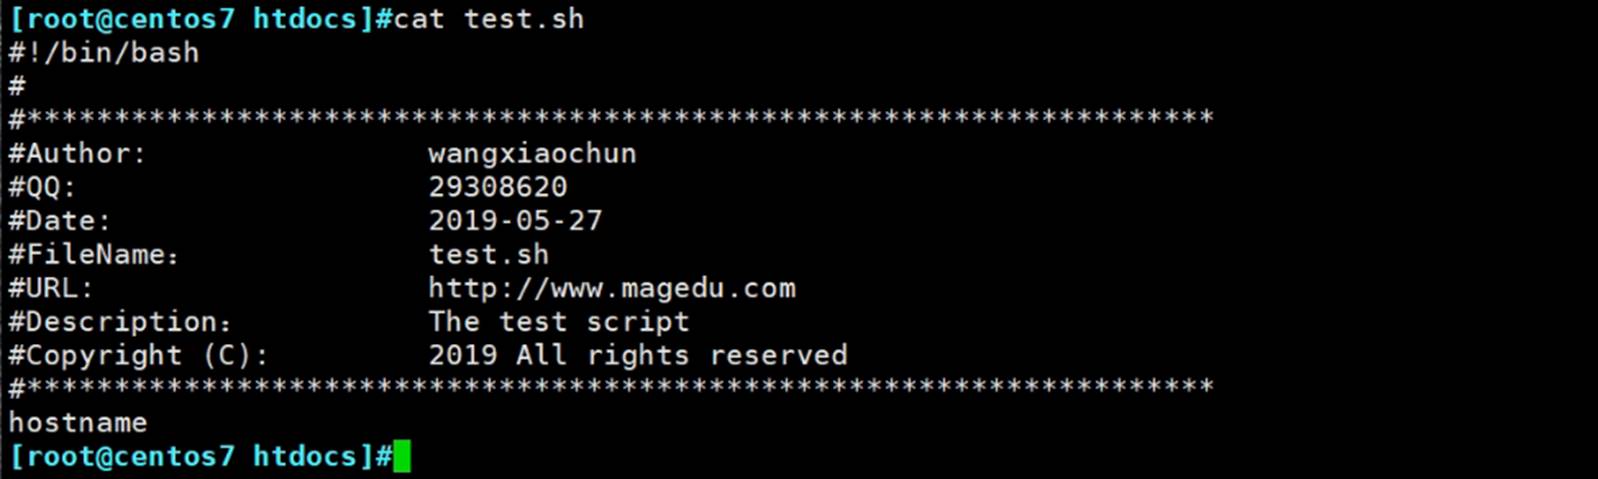 [root@centos7 htdocs]#cat test.sh
#!/bin/bash
#
#********************************************************************
#Author:                wangxiaochun
#QQ:                    29308620
#Date:                  2019-05-27
#FileName：             test.sh
#URL:                   http://www.magedu.com
#Description：          The test script
#Copyright (C):         2019 All rights reserved
#********************************************************************
hostname
[root@centos7 htdocs]#